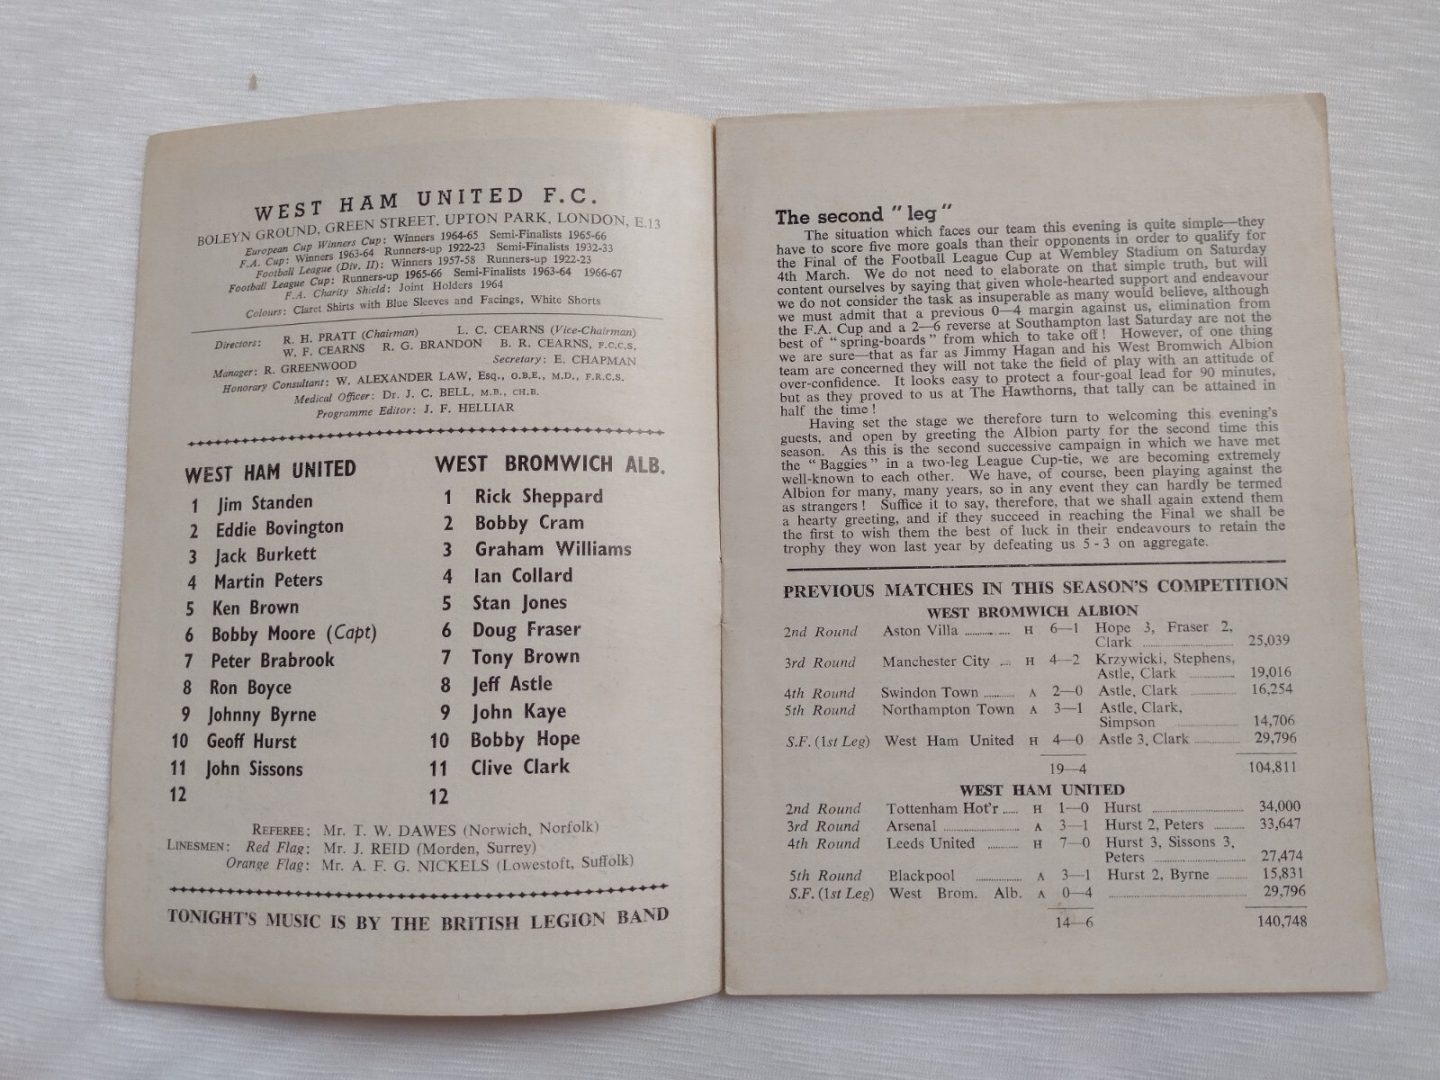 WEST HAM UNITED F.C.
BOLEYN GROUND, GREEN STREET, UPTON PARK, LONDON, E.13
European Cup Winners Cup: Winners 1964-65 Semi-Finalists 1965-66
F.A. Cup: Winners 1963-64 Runners-up 1922-23 Semi-Finalists 1932-33
Football League (Div. II): Winners 1957-58 Runners-up 1922-23
Football League Cup: Runners-up 1965-66 Semi-Finalists 1963-64 1966-67
F.A. Charity Shield: Joint Holders 1964
Colours: Claret Shirts with Blue Sleeves and Facings, White Shorts
Directors: R. H. PRATT (Chairman) L. C. CEARNS (Vice-Chairman)
W. F. CEARNS R. G. BRANDON B. R. CEARNS, F.C.C.S.
Manager: R. GREENWOOD Secretary: E. CHAPMAN
Honorary Consultant: W. ALEXANDER LAW, Esq., O.B.E., M.D., F.R.C.S.
Medical Officer: Dr. J. C. BELL, M.B., CH.B.
Programme Editor: J. F. HELLIAR
WEST HAM UNITED
1 Jim Standen
2 Eddie Bovington
3 Jack Burkett
4 Martin Peters
5 Ken Brown
6 Bobby Moore (Capt)
7 Peter Brabrook
8 Ron Boyce
9 Johnny Byrne
10 Geoff Hurst
11 John Sissons
12
WEST BROMWICH ALB.
1 Rick Sheppard
2 Bobby Cram
3 Graham Williams
4 Ian Collard
5 Stan Jones
6 Doug Fraser
7 Tony Brown
8 Jeff Astle
9 John Kaye
10 Bobby Hope
11 Clive Clark
12
REFEREE: Mr. T. W. DAWES (Norwich, Norfolk)
LINESMEN: Red Flag: Mr. J. REID (Morden, Surrey)
Orange Flag: Mr. A. F. G. NICKELS (Lowestoft, Suffolk)
TONIGHT'S MUSIC IS BY THE BRITISH LEGION BAND
The second "leg"
The situation which faces our team this evening is quite simple—they
have to score five more goals than their opponents in order to qualify for
the Final of the Football League Cup at Wembley Stadium on Saturday
4th March. We do not need to elaborate on that simple truth, but will
content ourselves by saying that given whole-hearted support and endeavour
we do not consider the task as insuperable as many would believe, although
we must admit that a previous 0—4 margin against us, elimination from
the F.A. Cup and a 2—6 reverse at Southampton last Saturday are not the
best of "spring-boards" from which to take off! However, of one thing
we are sure—that as far as Jimmy Hagan and his West Bromwich Albion
team are concerned they will not take the field of play with an attitude of
over-confidence. It looks easy to protect a four-goal lead for 90 minutes,
but as they proved to us at The Hawthorns, that tally can be attained in
half the time!
Having set the stage we therefore turn to welcoming this evening's
guests, and open by greeting the Albion party for the second time this
season. As this is the second successive campaign in which we have met
the "Baggies" in a two-leg League Cup-tie, we are becoming extremely
well-known to each other. We have, of course, been playing against the
Albion for many, many years, so in any event they can hardly be termed
as strangers! Suffice it to say, therefore, that we shall again extend them
a hearty greeting, and if they succeed in reaching the Final we shall be
the first to wish them the best of luck in their endeavours to retain the
trophy they won last year by defeating us 5 - 3 on aggregate.
PREVIOUS MATCHES IN THIS SEASON'S COMPETITION
WEST BROMWICH ALBION
2nd Round Aston Villa ............... H 6—1 Hope 3, Fraser 2,
Clark ............... 25,039
3rd Round Manchester City .... H 4—2 Krzywicki, Stephens,
Astle, Clark ............ 19,016
4th Round Swindon Town .......... A 2—0 Astle, Clark ............ 16,254
5th Round Northampton Town A 3—1 Astle, Clark,
Simpson ............... 14,706
S.F. (1st Leg) West Ham United H 4—0 Astle 3, Clark ............ 29,796
19—4 104,811
WEST HAM UNITED
2nd Round Tottenham Hot'r ..... H 1—0 Hurst ............... 34,000
3rd Round Arsenal ............... A 3—1 Hurst 2, Peters ........ 33,647
4th Round Leeds United .......... H 7—0 Hurst 3, Sissons 3,
Peters ............... 27,474
5th Round Blackpool ............... A 3—1 Hurst 2, Byrne ........ 15,831
S.F. (1st Leg) West Brom. Alb. A 0—4 ............... 29,796
14—6 140,748